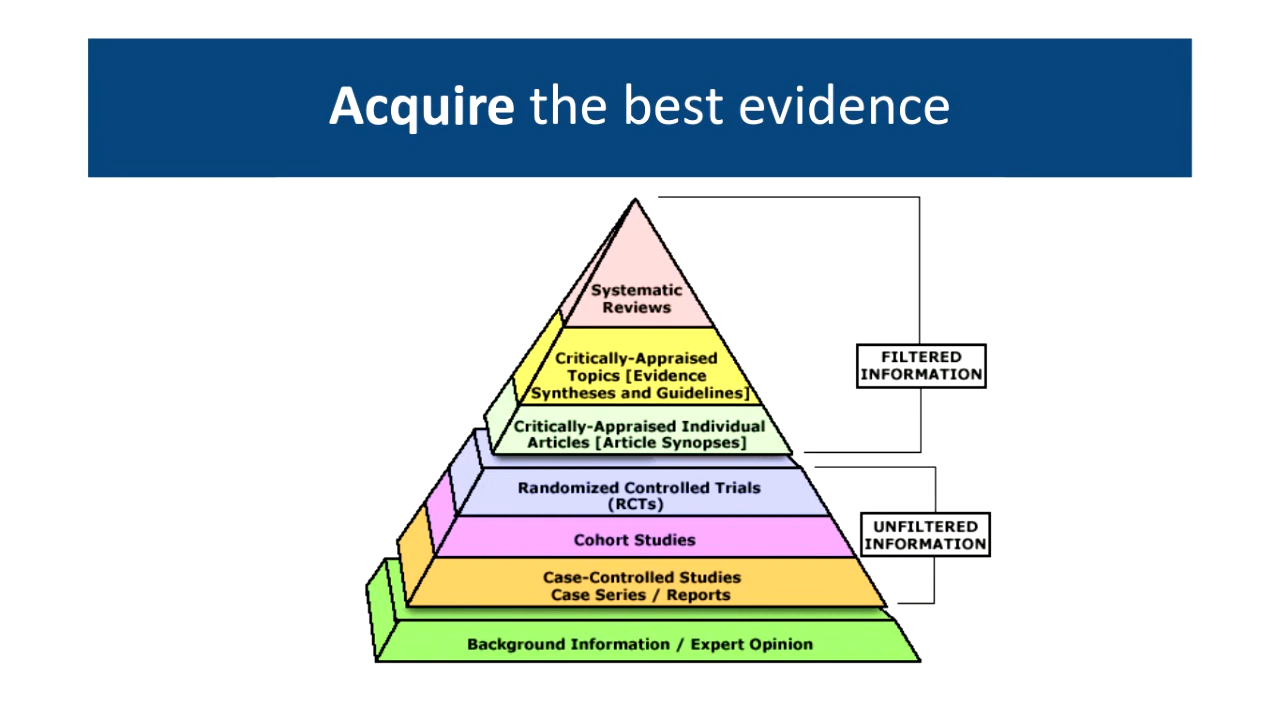 Acquire the best evidence
Systematic
Reviews
Critically-Appraised
Topics [Evidence
Syntheses and Guidelines]
FILTERED
INFORMATION
Critically-Appraised Individual
Articles [Article Synopses]
Randomized Controlled Trials
(RCTs)
UNFILTERED
INFORMATION
Cohort Studies
Case-Controlled Studies
Case Series / Reports
Background Information / Expert Opinion